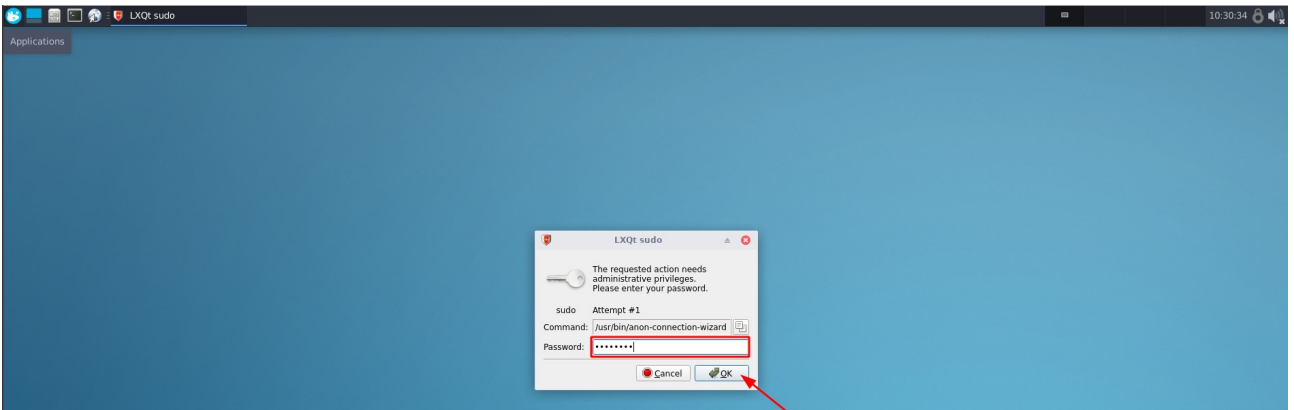 LXQt sudo
10:30:34
Applications
LXQt sudo
The requested action needs
administrative privileges.
Please enter your password.
sudo Attempt #1
Command: /usr/bin/anon-connection-wizard
Password: ••••••••
Cancel OK